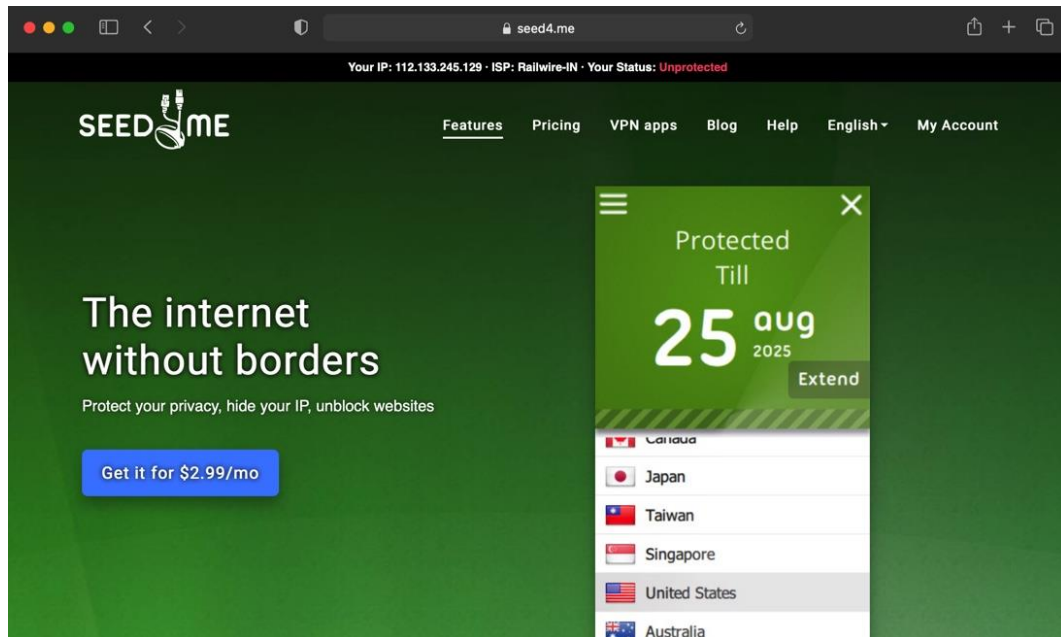 seed4.me
Your IP: 112.133.245.129 · ISP: Railwire-IN · Your Status: Unprotected
SEED4ME
Features Pricing VPN apps Blog Help English My Account
Protected
Till
25 aug
2025
Extend
The internet
without borders
Protect your privacy, hide your IP, unblock websites
Get it for $2.99/mo
Canada
Japan
Taiwan
Singapore
United States
Australia